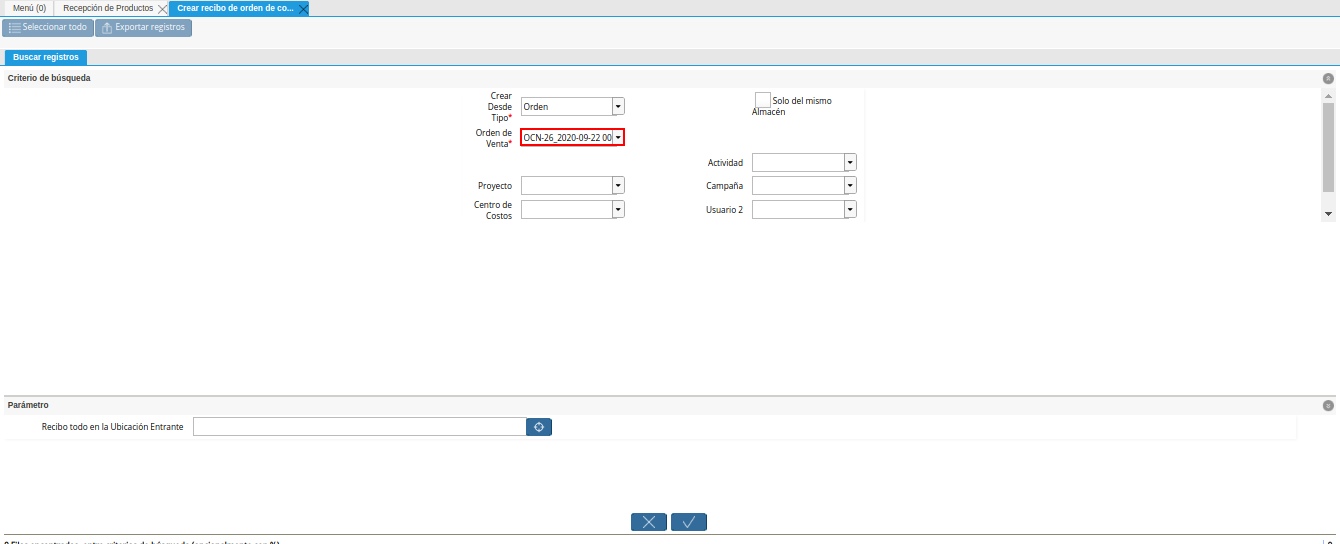 Menú (0) Recepción de Productos Crear recibo de orden de co...
Seleccionar todo Exportar registros
Buscar registros
Criterio de búsqueda
Crear Desde Tipo* Orden Solo del mismo Almacén
Orden de Venta* OCN-26_2020-09-22 00
Actividad
Proyecto Campaña
Centro de Costos Usuario 2
Parámetro
Recibo todo en la Ubicación Entrante